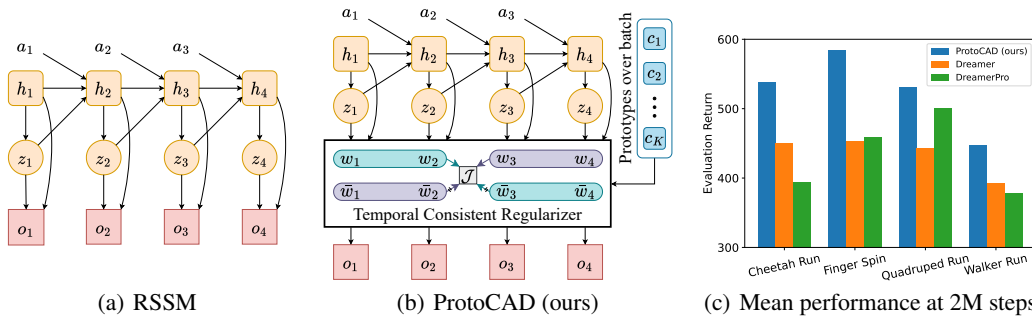 a1 a2 a3
h1 h2 h3 h4
z1 z2 z3 z4
o1 o2 o3 o4
(a) RSSM
a1 a2 a3
h1 h2 h3 h4
z1 z2 z3 z4
w1 w2 w3 w4
J
w̄1 w̄2 w̄3 w̄4
Temporal Consistent Regularizer
o1 o2 o3 o4
Prototypes over batch
c1
c2
cK
(b) ProtoCAD (ours)
600
500
400
300
Evaluation Return
ProtoCAD (ours)
Dreamer
DreamerPro
Cheetah Run Finger Spin Quadruped Run Walker Run
(c) Mean performance at 2M steps